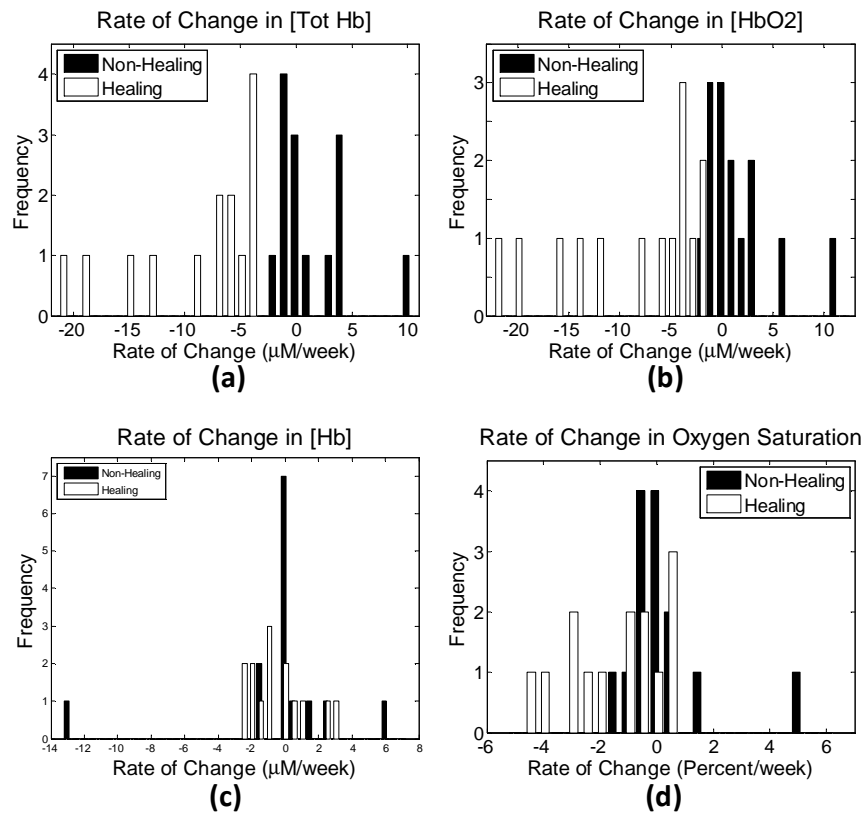 Rate of Change in [Tot Hb]
Non-Healing
Healing
Frequency
4
3
2
1
0
-20 -15 -10 -5 0 5 10
Rate of Change (μM/week)
(a)
Rate of Change in [HbO2]
Non-Healing
Healing
Frequency
3
2
1
0
-20 -15 -10 -5 0 5 10
Rate of Change (μM/week)
(b)
Rate of Change in [Hb]
Non-Healing
Healing
Frequency
7
6
5
4
3
2
1
0
-14 -12 -10 -8 -6 -4 -2 0 2 4 6 8
Rate of Change (μM/week)
(c)
Rate of Change in Oxygen Saturation
Non-Healing
Healing
Frequency
4
3
2
1
0
-6 -4 -2 0 2 4 6
Rate of Change (Percent/week)
(d)